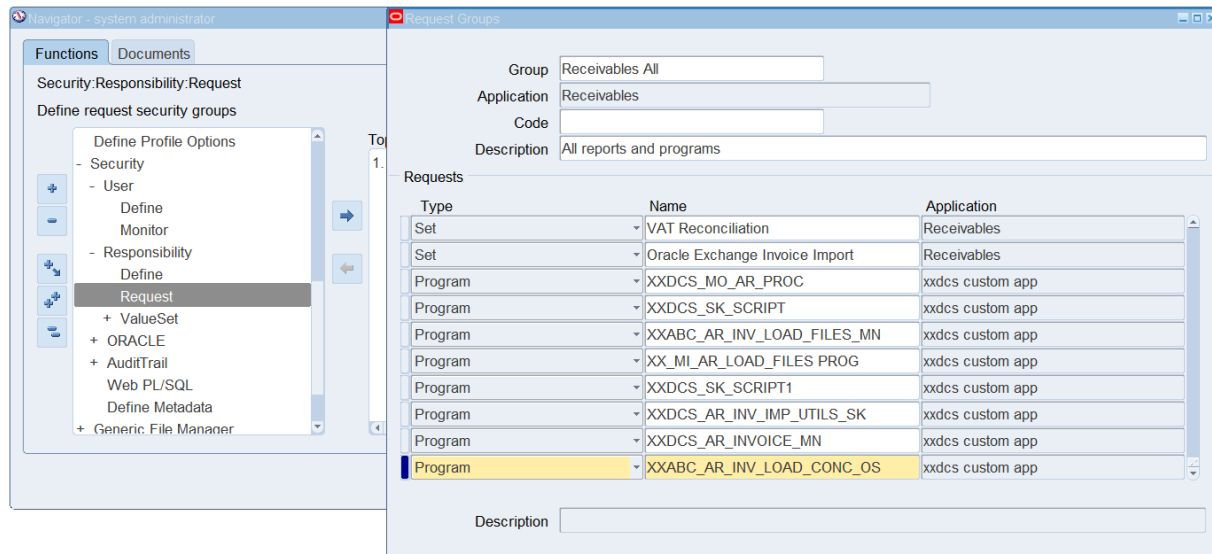 Navigator - system administrator
Functions Documents
Security:Responsibility:Request
Define request security groups
Define Profile Options
- Security
- User
Define
Monitor
- Responsibility
Define
Request
+ ValueSet
+ ORACLE
+ AuditTrail
Web PL/SQL
Define Metadata
+ Generic File Manager
1.
Request Groups
Group Receivables All
Application Receivables
Code
Description All reports and programs
Requests
Type Name Application
Set VAT Reconciliation Receivables
Set Oracle Exchange Invoice Import Receivables
Program XXDCS_MO_AR_PROC xxdcs custom app
Program XXDCS_SK_SCRIPT xxdcs custom app
Program XXABC_AR_INV_LOAD_FILES_MN xxdcs custom app
Program XX_MI_AR_LOAD_FILES PROG xxdcs custom app
Program XXDCS_SK_SCRIPT1 xxdcs custom app
Program XXDCS_AR_INV_IMP_UTILS_SK xxdcs custom app
Program XXDCS_AR_INVOICE_MN xxdcs custom app
Program XXABC_AR_INV_LOAD_CONC_OS xxdcs custom app
Description